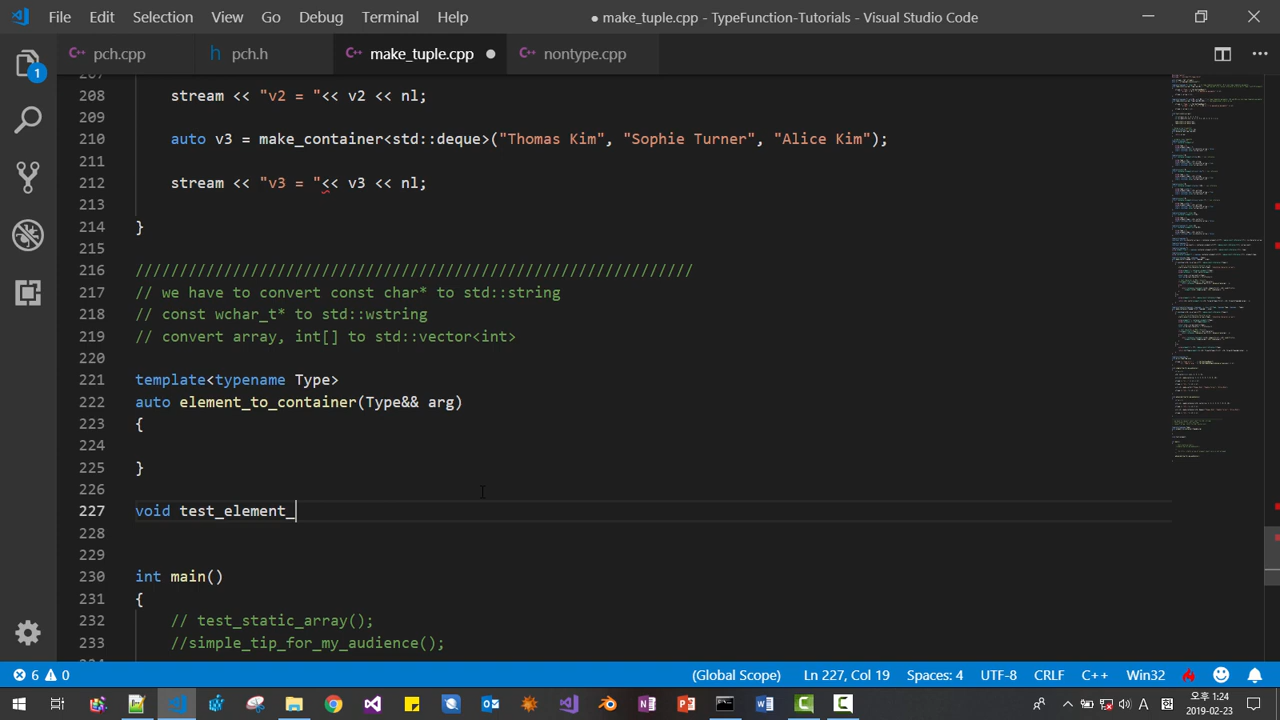 File Edit Selection View Go Debug Terminal Help
● make_tuple.cpp - TypeFunction-Tutorials - Visual Studio Code
pch.cpp pch.h make_tuple.cpp nontype.cpp
1
207
208 stream << "v2 = "<< v2 << nl;
209
210 auto v3 = make_container<std::deque>("Thomas Kim", "Sophie Turner", "Alice Kim");
211
212 stream << "v3 = "<< v3 << nl;
213
214 }
215
216 ///////////////////////////////////////////////////////////////
217 // we have to convert const char* to std::string
218 // const wchar_t* to std::wstring
219 // convert array, int[] to std:vector<int>
220
221 template<typename Type>
222 auto element_to_container(Type&& arg)
223 {
224
225 }
226
227 void test_element_
228
229
230 int main()
231 {
232 // test_static_array();
233 //simple_tip_for_my_audience();
6 0 (Global Scope) Ln 227, Col 19 Spaces: 4 UTF-8 CRLF C++ Win32
오후 1:24
2019-02-23